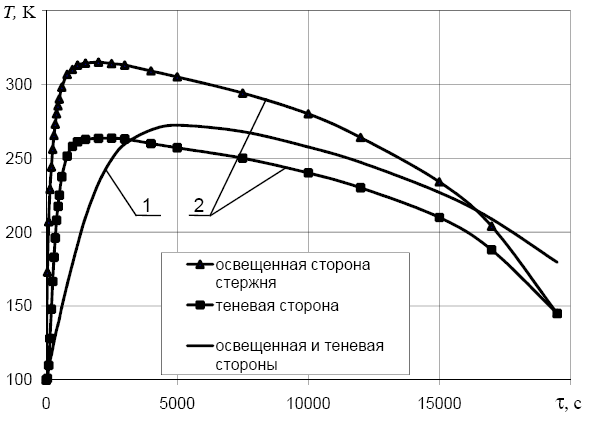 T, K
300
250
200
150
100
1
2
освещенная сторона
стержня
теневая сторона
освещенная и теневая
стороны
0 5000 10000 15000 τ, с